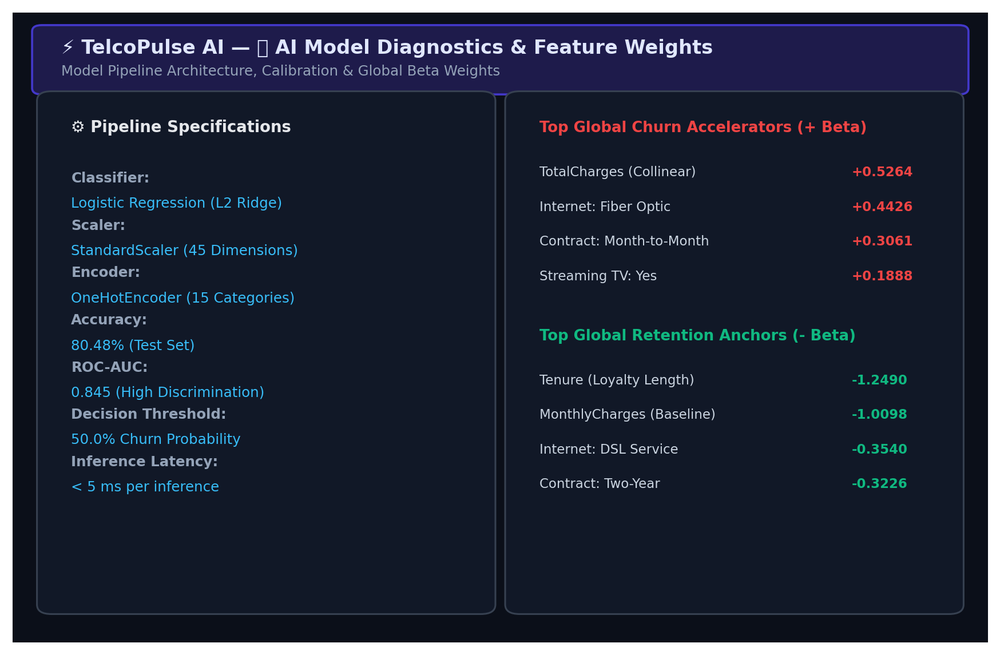 ⚡ TelcoPulse AI — AI Model Diagnostics & Feature Weights
Model Pipeline Architecture, Calibration & Global Beta Weights
⚙ Pipeline Specifications
Classifier:
Logistic Regression (L2 Ridge)
Scaler:
StandardScaler (45 Dimensions)
Encoder:
OneHotEncoder (15 Categories)
Accuracy:
80.48% (Test Set)
ROC-AUC:
0.845 (High Discrimination)
Decision Threshold:
50.0% Churn Probability
Inference Latency:
< 5 ms per inference
Top Global Churn Accelerators (+ Beta)
TotalCharges (Collinear) +0.5264
Internet: Fiber Optic +0.4426
Contract: Month-to-Month +0.3061
Streaming TV: Yes +0.1888
Top Global Retention Anchors (- Beta)
Tenure (Loyalty Length) -1.2490
MonthlyCharges (Baseline) -1.0098
Internet: DSL Service -0.3540
Contract: Two-Year -0.3226